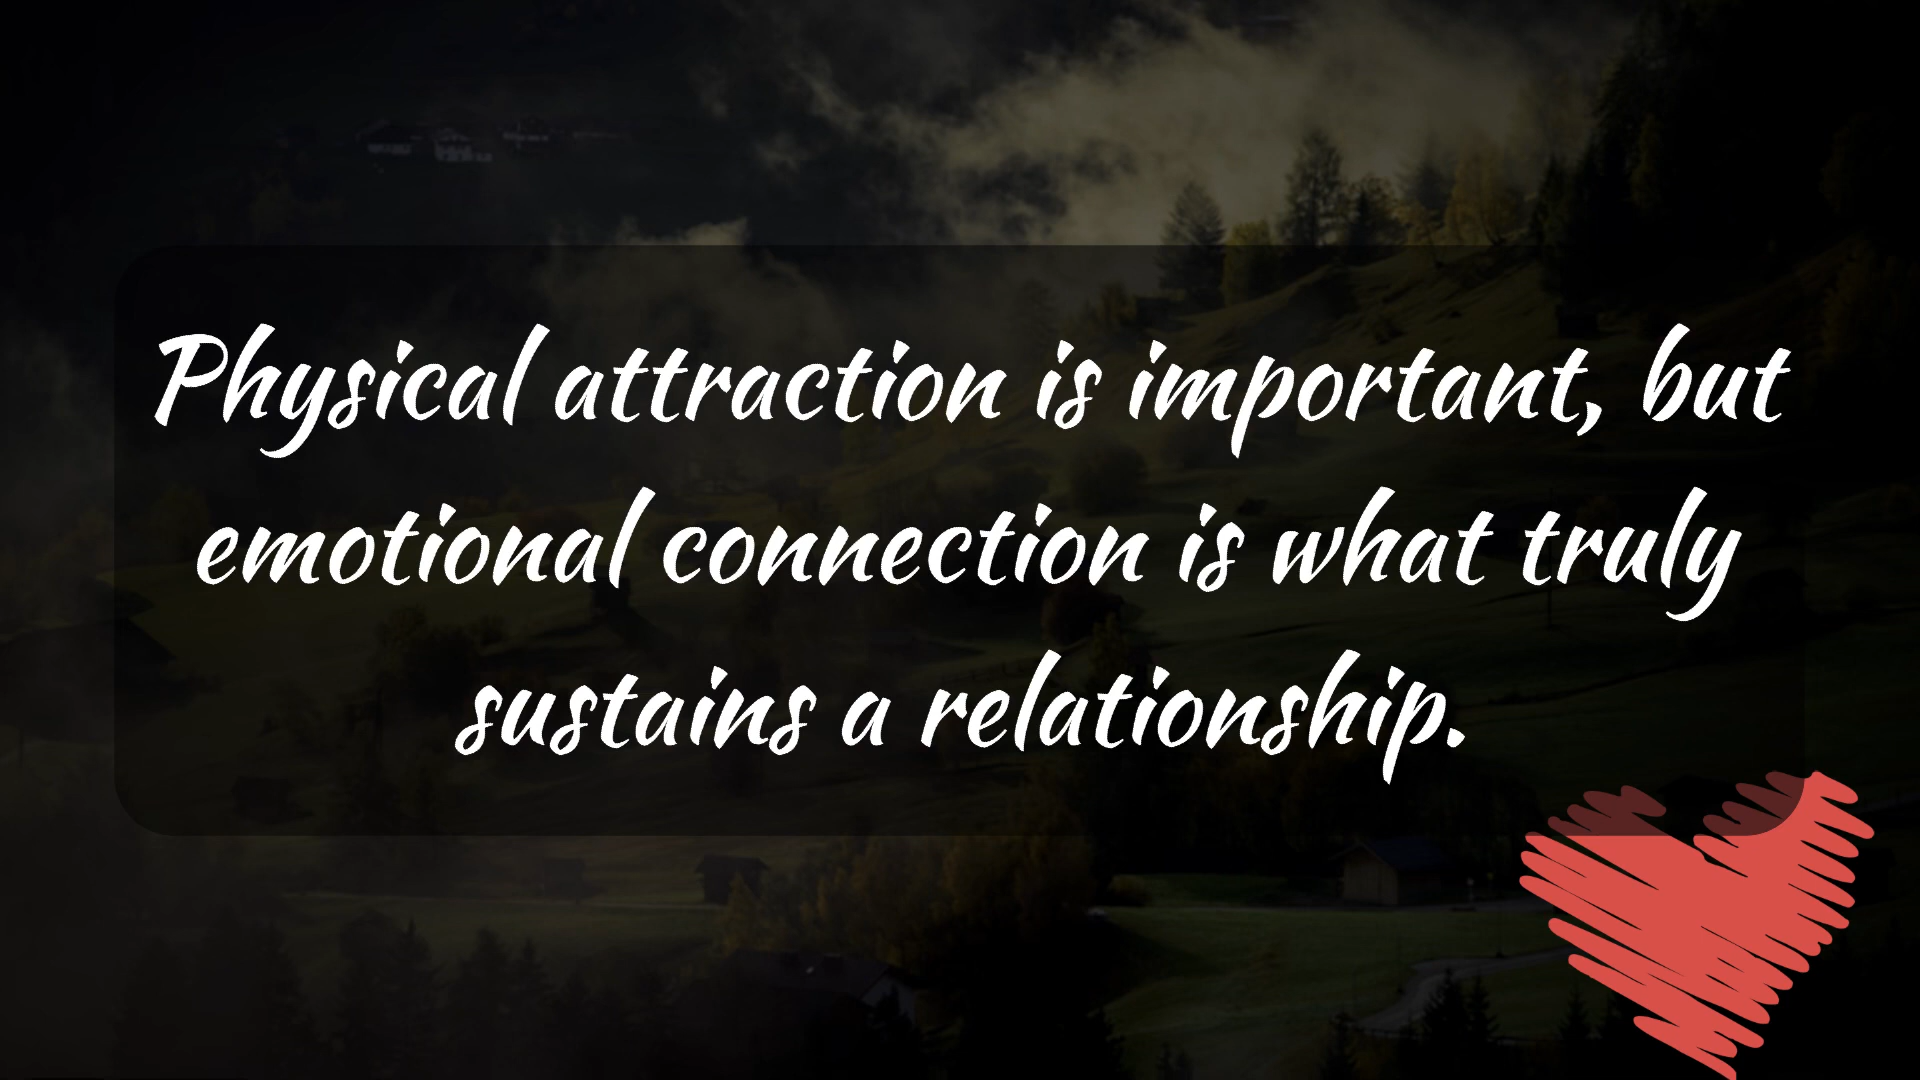 Physical attraction is important, but
emotional connection is what truly
sustains a relationship.